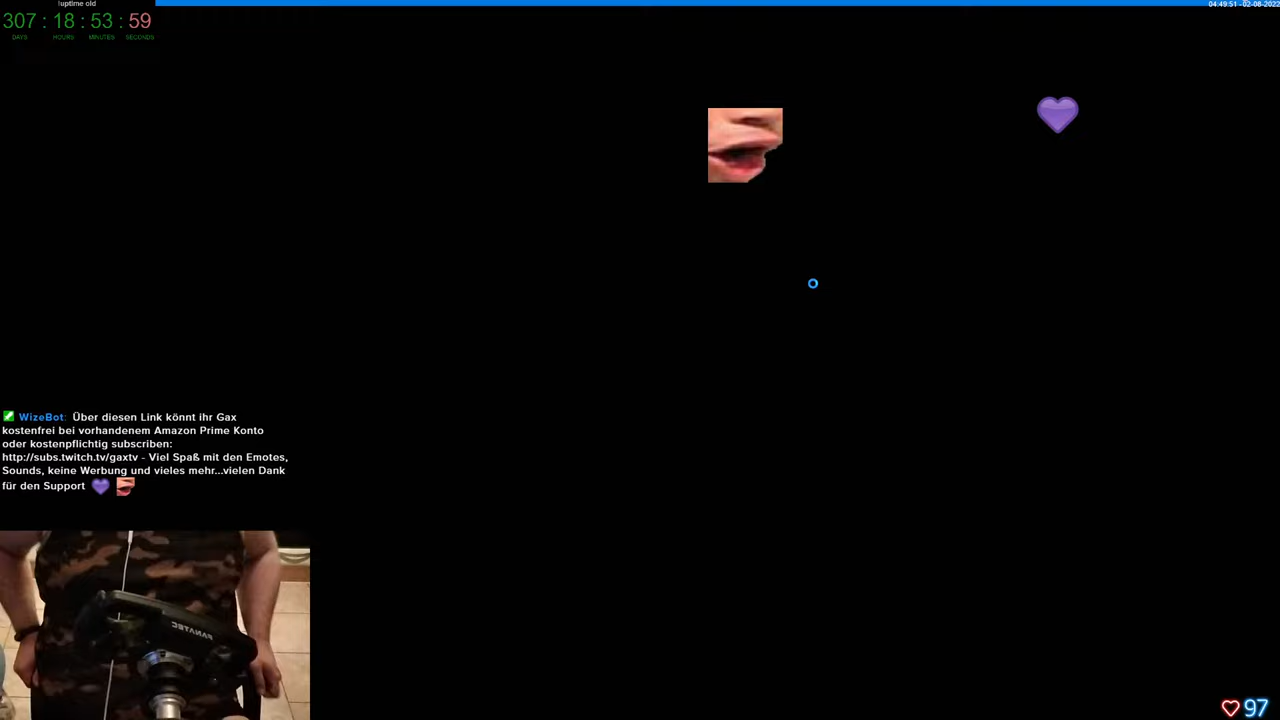 !uptime old
307 : 18 : 53 : 59
DAYS HOURS MINUTES SECONDS
04:49:51 - 02-08-2022
WizeBot: Über diesen Link könnt ihr Gax
kostenfrei bei vorhandenem Amazon Prime Konto
oder kostenpflichtig subscriben:
http://subs.twitch.tv/gaxtv - Viel Spaß mit den Emotes,
Sounds, keine Werbung und vieles mehr...vielen Dank
für den Support
FANATEC
97